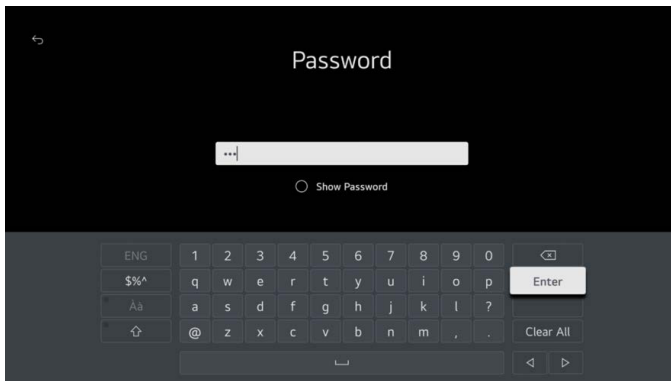 Password
•••
Show Password
ENG 1 2 3 4 5 6 7 8 9 0
$%^ q w e r t y u i o p Enter
Àà a s d f g h j k l ?
@ z x c v b n m , . Clear All